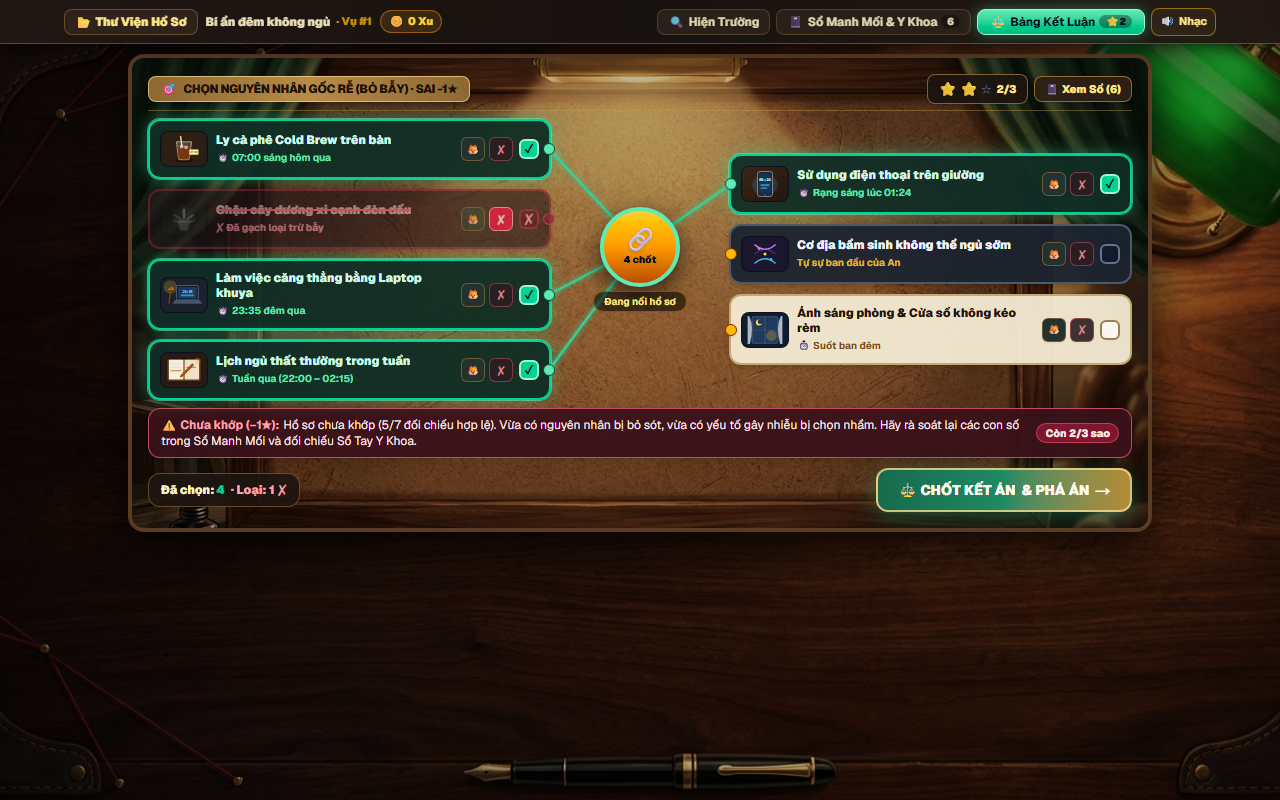 📂 Thư Viện Hồ Sơ
Bí ẩn đêm không ngủ · Vụ #1
0 Xu
🔍 Hiện Trường
Sổ Manh Mối & Y Khoa 6
⚖️ Bảng Kết Luận ⭐2
🔊 Nhạc
🎯 CHỌN NGUYÊN NHÂN GỐC RỄ (BỎ BẪY) · SAI -1★
⭐ ⭐ ☆ 2/3
Xem Sổ (6)
Ly cà phê Cold Brew trên bàn
07:00 sáng hôm qua
Chậu cây dương xỉ cạnh đèn dầu
✗ Đã gạch loại trừ bẫy
Làm việc căng thẳng bằng Laptop
khuya
23:35 đêm qua
Lịch ngủ thất thường trong tuần
Tuần qua (22:00 – 02:15)
🔗
4 chốt
Đang nối hồ sơ
Sử dụng điện thoại trên giường
Rạng sáng lúc 01:24
Cơ địa bẩm sinh không thể ngủ sớm
Tự sự ban đầu của An
Ánh sáng phòng & Cửa sổ không kéo
rèm
Suốt ban đêm
⚠️ Chưa khớp (−1★): Hồ sơ chưa khớp (5/7 đối chiếu hợp lệ). Vừa có nguyên nhân bị bỏ sót, vừa có yếu tố gây nhiễu bị chọn nhầm. Hãy rà soát lại các con số
trong Sổ Manh Mối và đối chiếu Sổ Tay Y Khoa.
Còn 2/3 sao
Đã chọn: 4 · Loại: 1 ✗
⚖️ CHỐT KẾT ÁN & PHÁ ÁN →